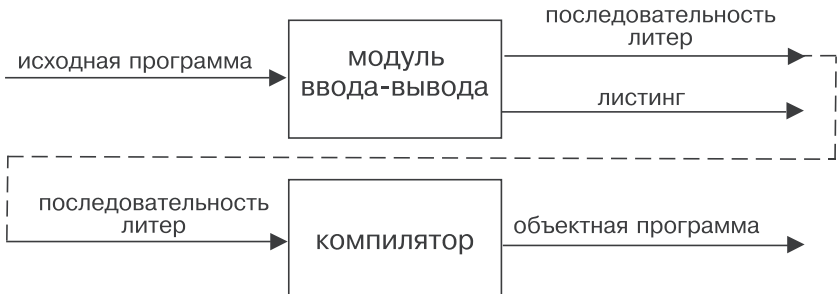 последовательность
литер
исходная программа
модуль
ввода-вывода
листинг
последовательность
литер
компилятор
объектная программа